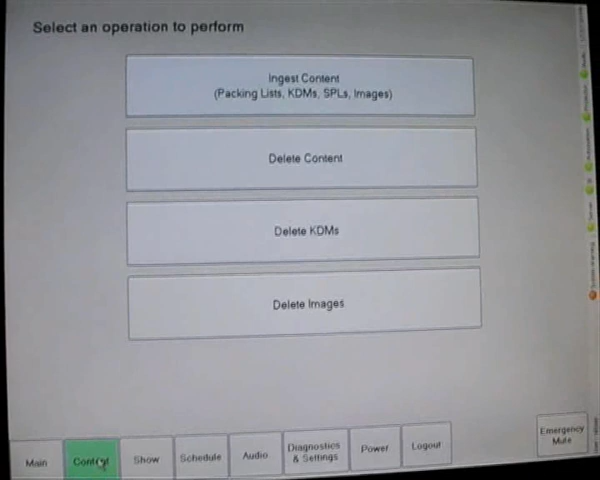 Select an operation to perform
Ingest Content
(Packing Lists, KDMs, SPLs, Images)
Delete Content
Delete KDMs
Delete Images
Main
Content
Show
Schedule
Audio
Diagnostics
& Settings
Power
Logout
Emergency
Mute